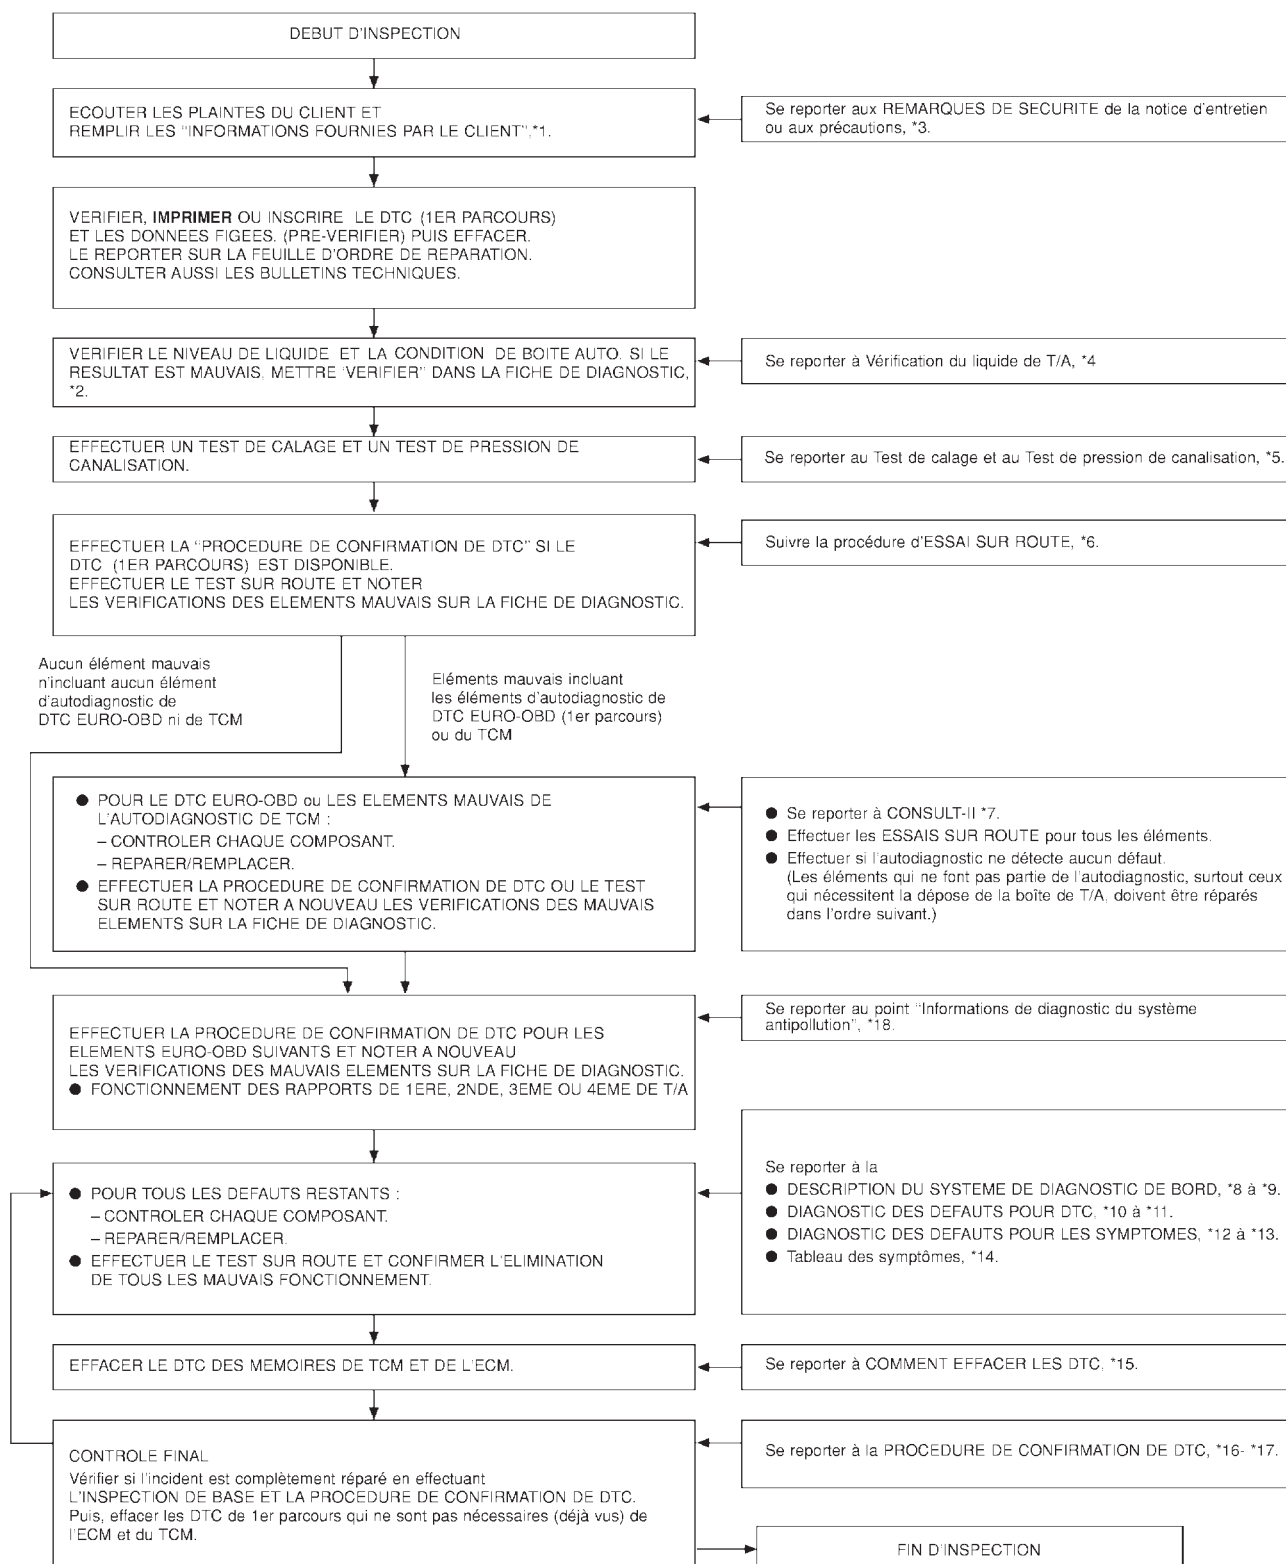 DEBUT D'INSPECTION
ECOUTER LES PLAINTES DU CLIENT ET
REMPLIR LES "INFORMATIONS FOURNIES PAR LE CLIENT",*1.
Se reporter aux REMARQUES DE SECURITE de la notice d'entretien
ou aux précautions, *3.
VERIFIER, IMPRIMER OU INSCRIRE LE DTC (1ER PARCOURS)
ET LES DONNEES FIGEES. (PRE-VERIFIER) PUIS EFFACER.
LE REPORTER SUR LA FEUILLE D'ORDRE DE REPARATION.
CONSULTER AUSSI LES BULLETINS TECHNIQUES.
VERIFIER LE NIVEAU DE LIQUIDE ET LA CONDITION DE BOITE AUTO. SI LE
RESULTAT EST MAUVAIS, METTRE 'VERIFIER" DANS LA FICHE DE DIAGNOSTIC,
*2.
Se reporter à Vérification du liquide de T/A, *4
EFFECTUER UN TEST DE CALAGE ET UN TEST DE PRESSION DE
CANALISATION.
Se reporter au Test de calage et au Test de pression de canalisation, *5.
EFFECTUER LA "PROCEDURE DE CONFIRMATION DE DTC" SI LE
DTC (1ER PARCOURS) EST DISPONIBLE.
EFFECTUER LE TEST SUR ROUTE ET NOTER
LES VERIFICATIONS DES ELEMENTS MAUVAIS SUR LA FICHE DE DIAGNOSTIC.
Suivre la procédure d'ESSAI SUR ROUTE, *6.
Aucun élément mauvais
n'incluant aucun élément
d'autodiagnostic de
DTC EURO-OBD ni de TCM
Eléments mauvais incluant
les éléments d'autodiagnostic de
DTC EURO-OBD (1er parcours)
ou du TCM
● POUR LE DTC EURO-OBD ou LES ELEMENTS MAUVAIS DE
L'AUTODIAGNOSTIC DE TCM :
– CONTROLER CHAQUE COMPOSANT.
– REPARER/REMPLACER.
● EFFECTUER LA PROCEDURE DE CONFIRMATION DE DTC OU LE TEST
SUR ROUTE ET NOTER A NOUVEAU LES VERIFICATIONS DES MAUVAIS
ELEMENTS SUR LA FICHE DE DIAGNOSTIC.
● Se reporter à CONSULT-II *7.
● Effectuer les ESSAIS SUR ROUTE pour tous les éléments.
● Effectuer si l'autodiagnostic ne détecte aucun défaut.
(Les éléments qui ne font pas partie de l'autodiagnostic, surtout ceux
qui nécessitent la dépose de la boîte de T/A, doivent être réparés
dans l'ordre suivant.)
EFFECTUER LA PROCEDURE DE CONFIRMATION DE DTC POUR LES
ELEMENTS EURO-OBD SUIVANTS ET NOTER A NOUVEAU
LES VERIFICATIONS DES MAUVAIS ELEMENTS SUR LA FICHE DE DIAGNOSTIC.
● FONCTIONNEMENT DES RAPPORTS DE 1ERE, 2NDE, 3EME OU 4EME DE T/A
Se reporter au point "Informations de diagnostic du système
antipollution", *18.
● POUR TOUS LES DEFAUTS RESTANTS :
– CONTROLER CHAQUE COMPOSANT.
– REPARER/REMPLACER.
● EFFECTUER LE TEST SUR ROUTE ET CONFIRMER L'ELIMINATION
DE TOUS LES MAUVAIS FONCTIONNEMENT.
Se reporter à la
● DESCRIPTION DU SYSTEME DE DIAGNOSTIC DE BORD, *8 à *9.
● DIAGNOSTIC DES DEFAUTS POUR DTC, *10 à *11.
● DIAGNOSTIC DES DEFAUTS POUR LES SYMPTOMES, *12 à *13.
● Tableau des symptômes, *14.
EFFACER LE DTC DES MEMOIRES DE TCM ET DE L'ECM.
Se reporter à COMMENT EFFACER LES DTC, *15.
CONTROLE FINAL
Vérifier si l'incident est complètement réparé en effectuant
L'INSPECTION DE BASE ET LA PROCEDURE DE CONFIRMATION DE DTC.
Puis, effacer les DTC de 1er parcours qui ne sont pas nécessaires (déjà vus) de
l'ECM et du TCM.
Se reporter à la PROCEDURE DE CONFIRMATION DE DTC, *16- *17.
FIN D'INSPECTION